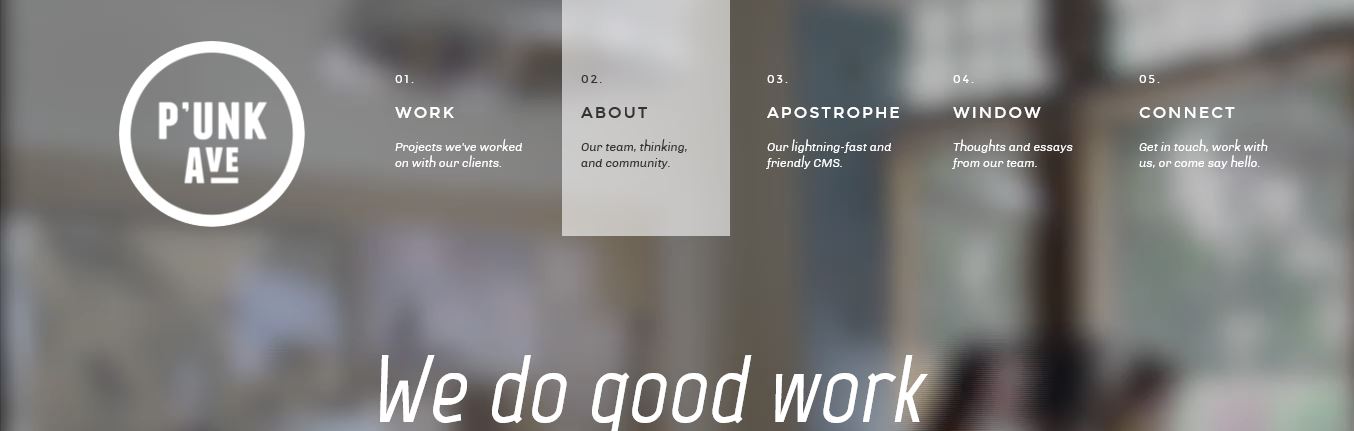 P'UNK
AVE
01.
WORK
Projects we've worked
on with our clients.
02.
ABOUT
Our team, thinking,
and community.
03.
APOSTROPHE
Our lightning-fast and
friendly CMS.
04.
WINDOW
Thoughts and essays
from our team.
05.
CONNECT
Get in touch, work with
us, or come say hello.
We do good work